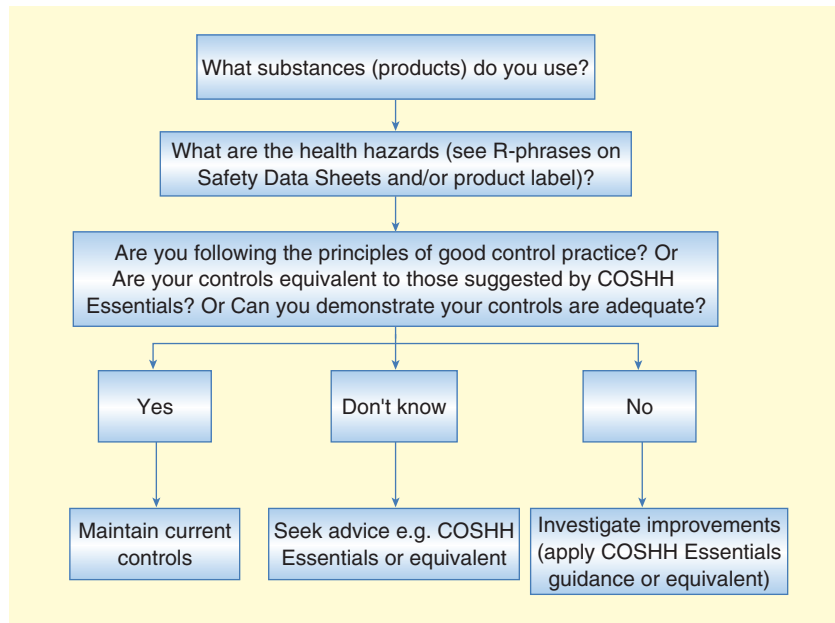 What substances (products) do you use?
What are the health hazards (see R-phrases on
Safety Data Sheets and/or product label)?
Are you following the principles of good control practice? Or
Are your controls equivalent to those suggested by COSHH
Essentials? Or Can you demonstrate your controls are adequate?
Yes
Don't know
No
Maintain current
controls
Seek advice e.g. COSHH
Essentials or equivalent
Investigate improvements
(apply COSHH Essentials
guidance or equivalent)